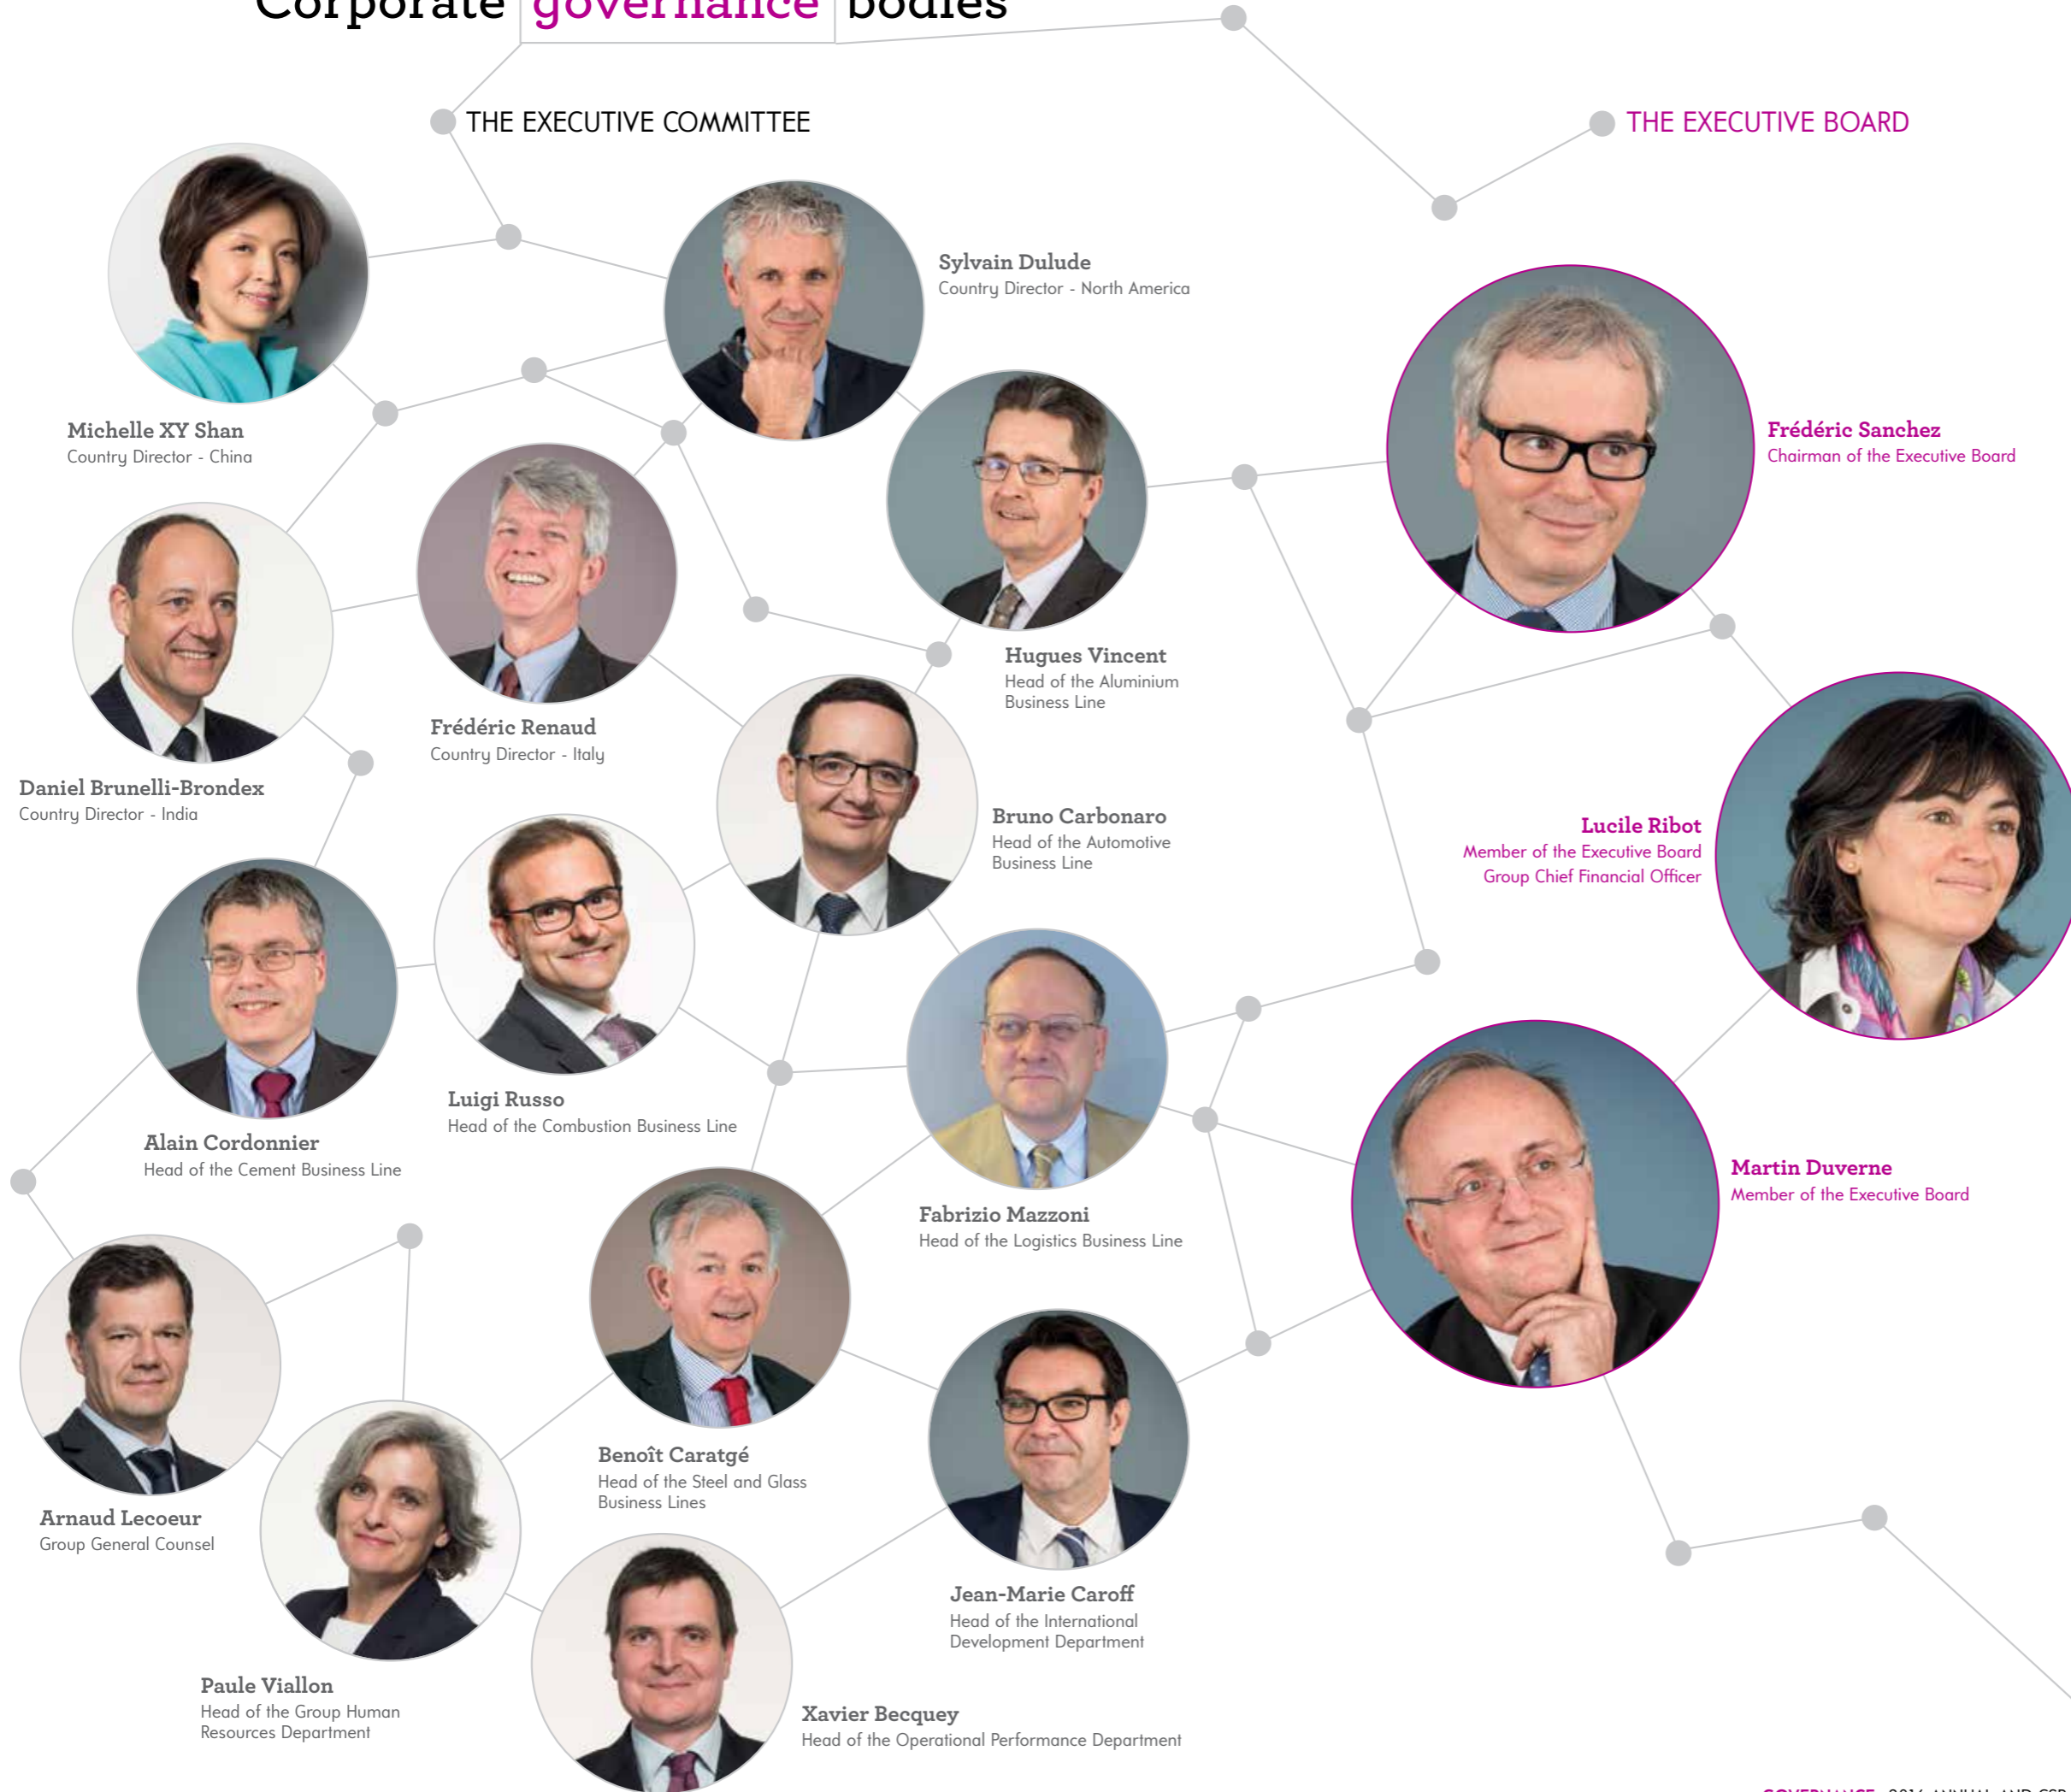 Corporate governance bodies
THE EXECUTIVE COMMITTEE
THE EXECUTIVE BOARD
Sylvain Dulude
Country Director - North America
Michelle XY Shan
Country Director - China
Frédéric Sanchez
Chairman of the Executive Board
Hugues Vincent
Head of the Aluminium
Business Line
Frédéric Renaud
Country Director - Italy
Daniel Brunelli-Brondex
Country Director - India
Bruno Carbonaro
Head of the Automotive
Business Line
Lucile Ribot
Member of the Executive Board
Group Chief Financial Officer
Luigi Russo
Head of the Combustion Business Line
Alain Cordonnier
Head of the Cement Business Line
Martin Duverne
Member of the Executive Board
Fabrizio Mazzoni
Head of the Logistics Business Line
Benoît Caratgé
Head of the Steel and Glass
Business Lines
Arnaud Lecoeur
Group General Counsel
Jean-Marie Caroff
Head of the International
Development Department
Paule Viallon
Head of the Group Human
Resources Department
Xavier Becquey
Head of the Operational Performance Department